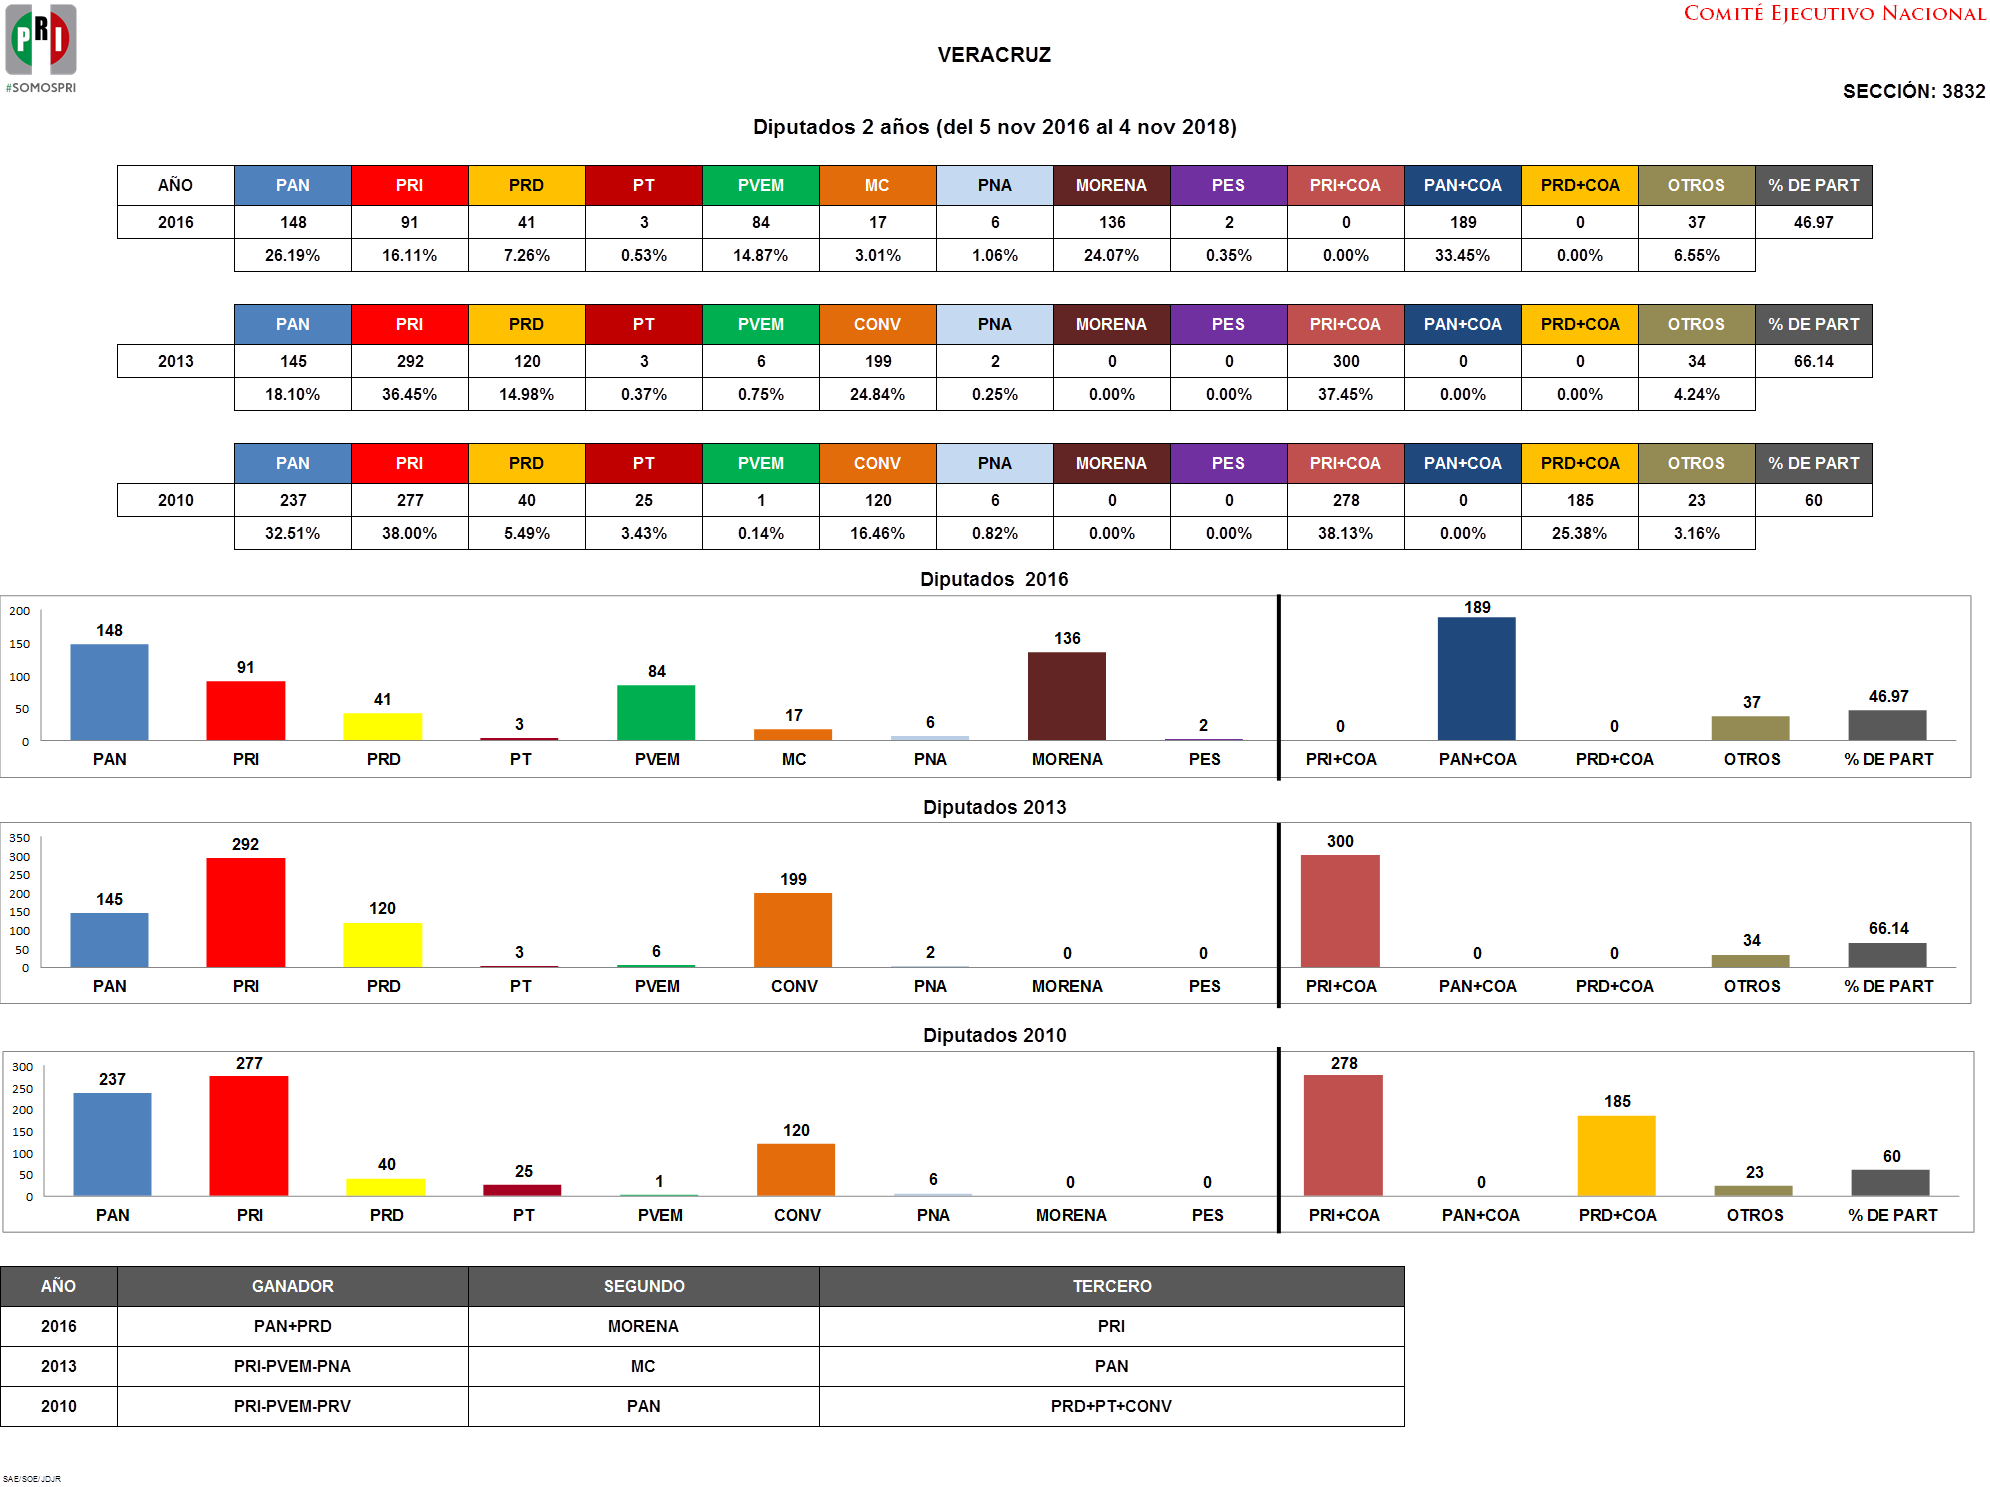 PRI
#SOMOSPRI
COMITÉ EJECUTIVO NACIONAL
VERACRUZ
SECCIÓN: 3832
Diputados 2 años (del 5 nov 2016 al 4 nov 2018)
AÑO PAN PRI PRD PT PVEM MC PNA MORENA PES PRI+COA PAN+COA PRD+COA OTROS % DE PART
2016 148 91 41 3 84 17 6 136 2 0 189 0 37 46.97
26.19% 16.11% 7.26% 0.53% 14.87% 3.01% 1.06% 24.07% 0.35% 0.00% 33.45% 0.00% 6.55%
PAN PRI PRD PT PVEM CONV PNA MORENA PES PRI+COA PAN+COA PRD+COA OTROS % DE PART
2013 145 292 120 3 6 199 2 0 0 300 0 0 34 66.14
18.10% 36.45% 14.98% 0.37% 0.75% 24.84% 0.25% 0.00% 0.00% 37.45% 0.00% 0.00% 4.24%
PAN PRI PRD PT PVEM CONV PNA MORENA PES PRI+COA PAN+COA PRD+COA OTROS % DE PART
2010 237 277 40 25 1 120 6 0 0 278 0 185 23 60
32.51% 38.00% 5.49% 3.43% 0.14% 16.46% 0.82% 0.00% 0.00% 38.13% 0.00% 25.38% 3.16%
Diputados 2016
200
150
100
50
0
148 91 41 3 84 17 6 136 2 0 189 0 37 46.97
PAN PRI PRD PT PVEM MC PNA MORENA PES PRI+COA PAN+COA PRD+COA OTROS % DE PART
Diputados 2013
350
300
250
200
150
100
50
0
145 292 120 3 6 199 2 0 0 300 0 0 34 66.14
PAN PRI PRD PT PVEM CONV PNA MORENA PES PRI+COA PAN+COA PRD+COA OTROS % DE PART
Diputados 2010
300
250
200
150
100
50
0
237 277 40 25 1 120 6 0 0 278 0 185 23 60
PAN PRI PRD PT PVEM CONV PNA MORENA PES PRI+COA PAN+COA PRD+COA OTROS % DE PART
AÑO GANADOR SEGUNDO TERCERO
2016 PAN+PRD MORENA PRI
2013 PRI-PVEM-PNA MC PAN
2010 PRI-PVEM-PRV PAN PRD+PT+CONV
SAE/SOE/JDJR